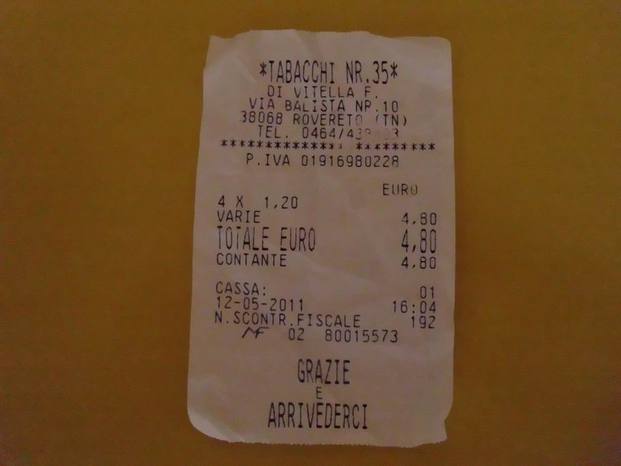 *TABACCHI NR.35*
DI VITELLA F.
VIA BALISTA NR.10
38068 ROVERETO (TN)
TEL.
*************** *********
P.IVA 01916980228
EURO
4 X 1,20
VARIE 4,80
TOTALE EURO 4,80
CONTANTE 4,80
CASSA: 01
12-05-2011 16:04
N.SCONTR.FISCALE 192
MF 02 80015573
GRAZIE
E
ARRIVEDERCI